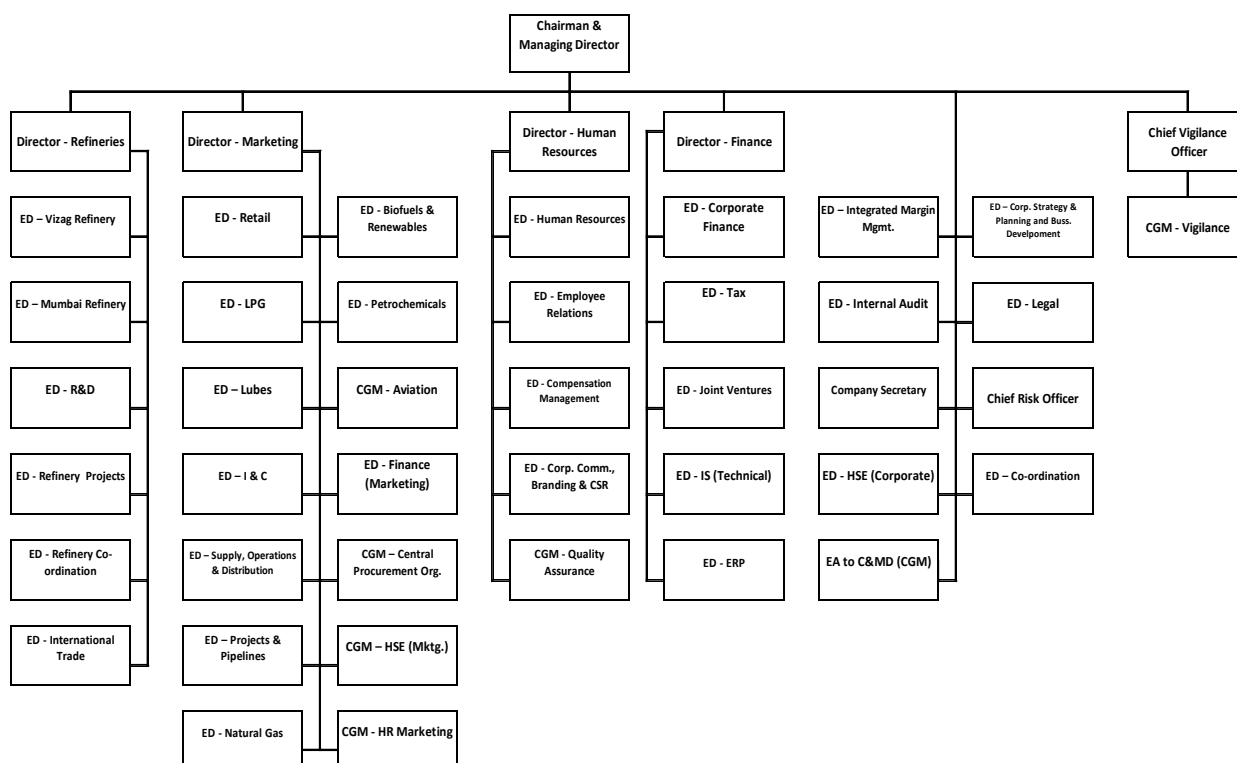 Chairman &
Managing Director
Director - Refineries
Director - Marketing
Director - Human
Resources
Director - Finance
Chief Vigilance
Officer
ED – Vizag Refinery
ED - Retail
ED - Biofuels &
Renewables
ED - Human Resources
ED - Corporate
Finance
ED – Integrated Margin
Mgmt.
ED – Corp. Strategy &
Planning and Buss.
Develpoment
CGM - Vigilance
ED – Mumbai Refinery
ED - LPG
ED - Petrochemicals
ED - Employee
Relations
ED - Tax
ED - Internal Audit
ED - Legal
ED - R&D
ED – Lubes
CGM - Aviation
ED - Compensation
Management
ED - Joint Ventures
Company Secretary
Chief Risk Officer
ED - Refinery Projects
ED – I & C
ED - Finance
(Marketing)
ED - Corp. Comm.,
Branding & CSR
ED - IS (Technical)
ED - HSE (Corporate)
ED – Co-ordination
ED - Refinery Co-
ordination
ED – Supply, Operations
& Distribution
CGM – Central
Procurement Org.
CGM - Quality
Assurance
ED - ERP
EA to C&MD (CGM)
ED - International
Trade
ED – Projects &
Pipelines
CGM – HSE (Mktg.)
ED - Natural Gas
CGM - HR Marketing